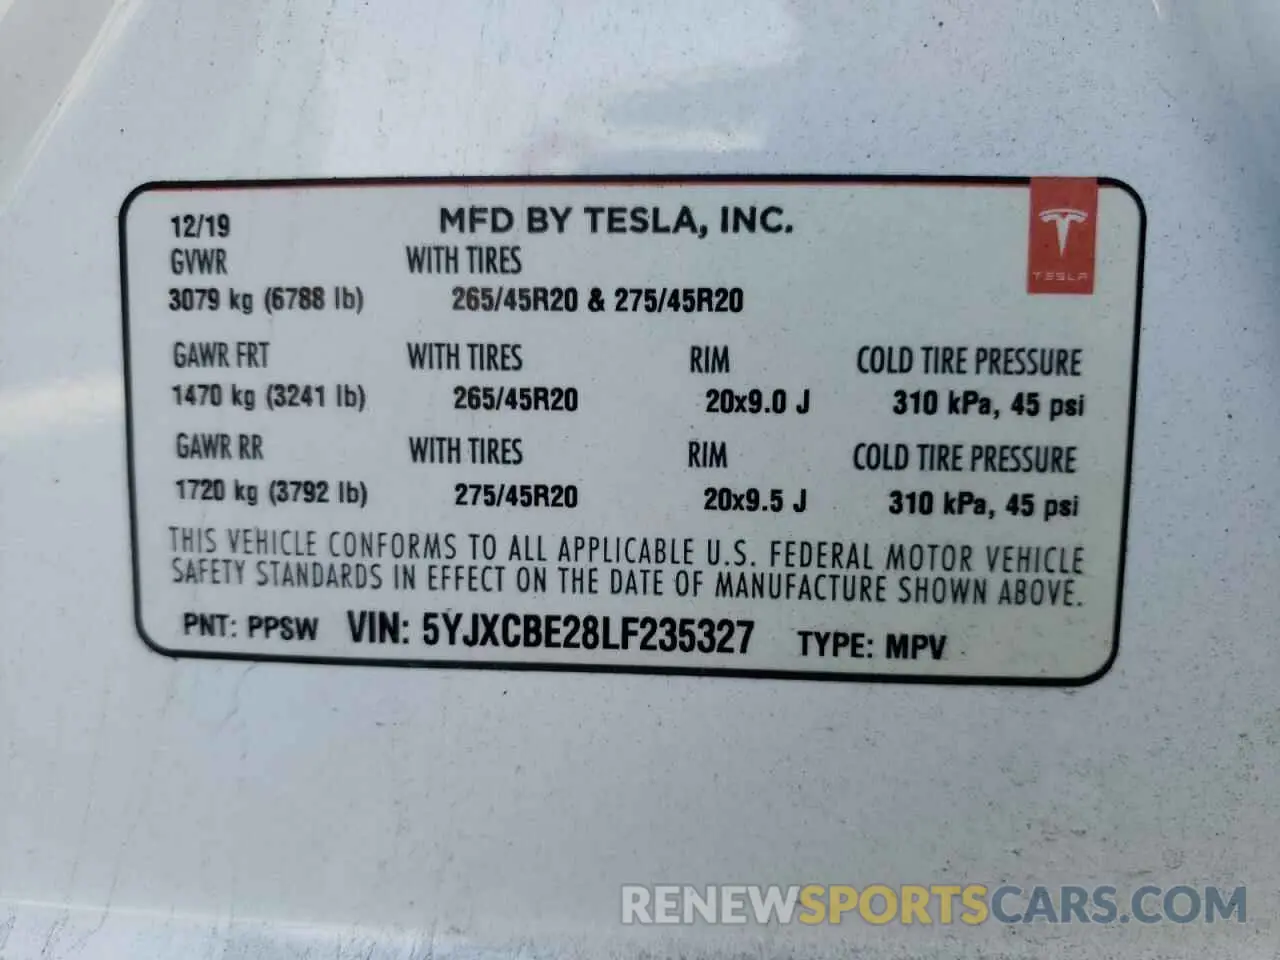 12/19 MFD BY TESLA, INC.
TESLA
GVWR WITH TIRES
3079 kg (6788 lb) 265/45R20 & 275/45R20
GAWR FRT WITH TIRES RIM COLD TIRE PRESSURE
1470 kg (3241 lb) 265/45R20 20x9.0 J 310 kPa, 45 psi
GAWR RR WITH TIRES RIM COLD TIRE PRESSURE
1720 kg (3792 lb) 275/45R20 20x9.5 J 310 kPa, 45 psi
THIS VEHICLE CONFORMS TO ALL APPLICABLE U.S. FEDERAL MOTOR VEHICLE
SAFETY STANDARDS IN EFFECT ON THE DATE OF MANUFACTURE SHOWN ABOVE.
PNT: PPSW VIN: 5YJXCBE28LF235327 TYPE: MPV
RENEWSPORTSCARS.COM